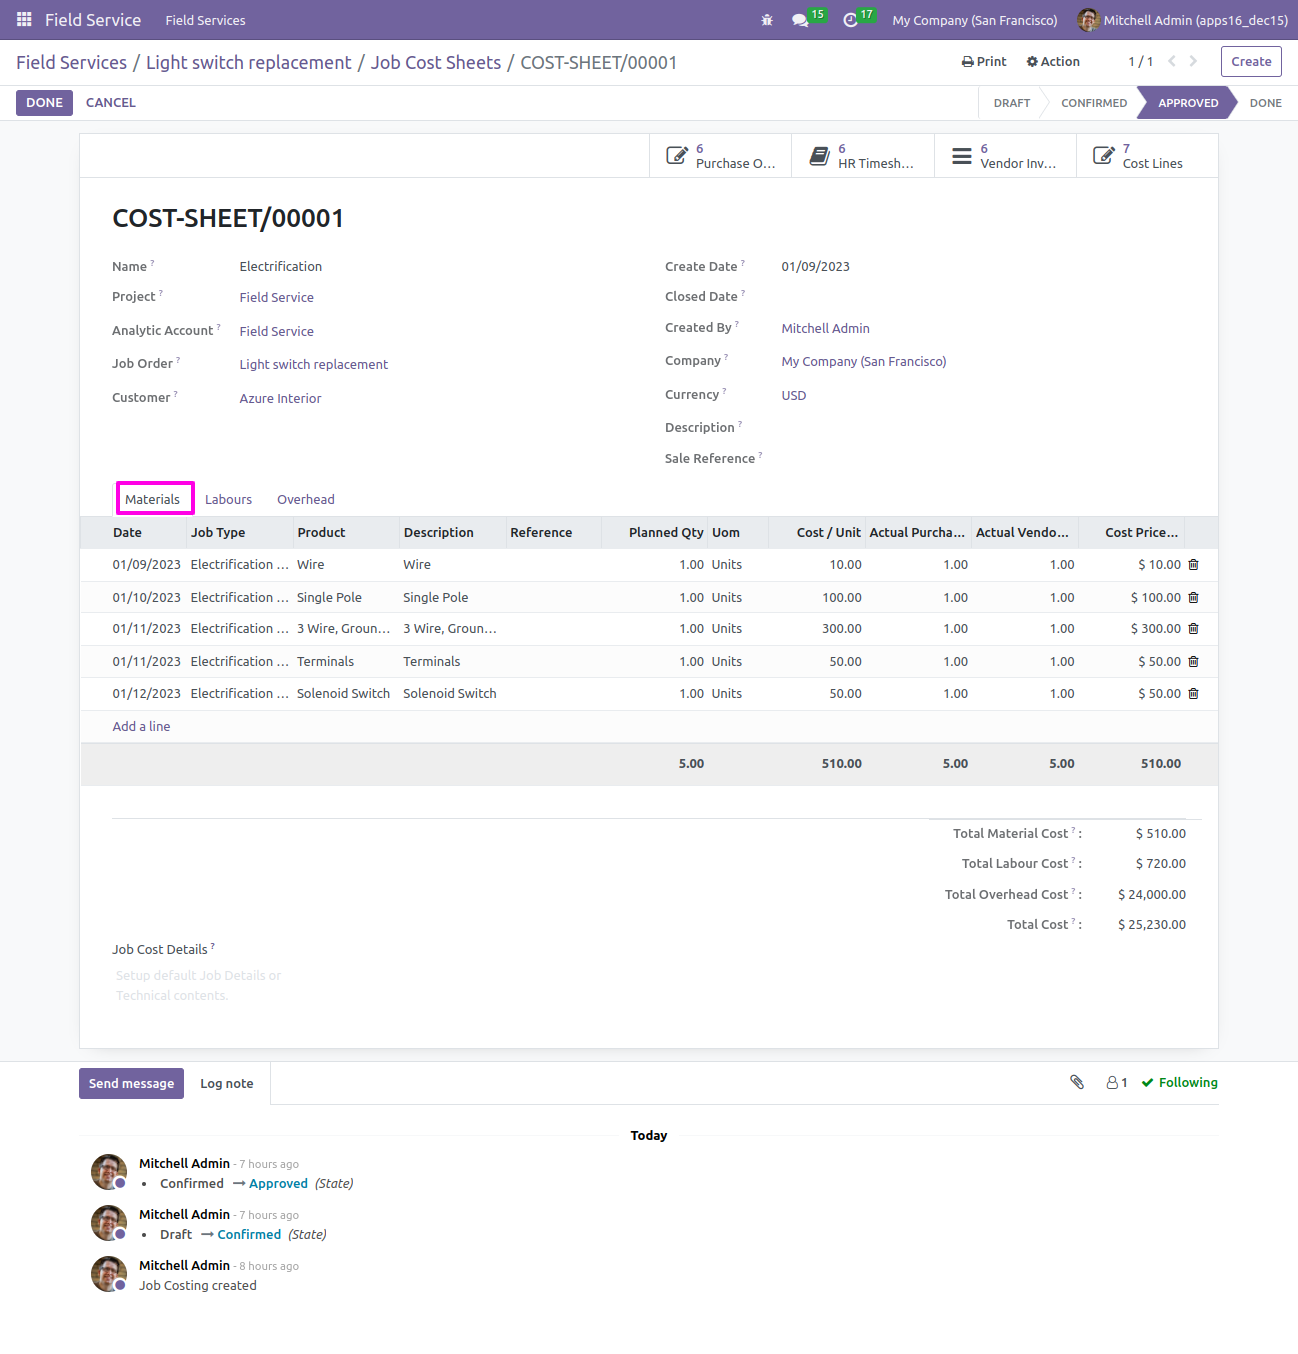 Field Service Field Services 15 17 My Company (San Francisco) Mitchell Admin (apps16_dec15)
Field Services / Light switch replacement / Job Cost Sheets / COST-SHEET/00001 Print Action 1 / 1 Create
DONE CANCEL DRAFT CONFIRMED APPROVED DONE
6 6 6 7
Purchase O... HR Timesh... Vendor Inv... Cost Lines
COST-SHEET/00001
Name ? Electrification Create Date ? 01/09/2023
Project ? Field Service Closed Date ?
Analytic Account ? Field Service Created By ? Mitchell Admin
Job Order ? Light switch replacement Company ? My Company (San Francisco)
Customer ? Azure Interior Currency ? USD
Description ?
Sale Reference ?
Materials Labours Overhead
Date Job Type Product Description Reference Planned Qty Uom Cost / Unit Actual Purcha... Actual Vendo... Cost Price...
01/09/2023 Electrification ... Wire Wire 1.00 Units 10.00 1.00 1.00 $ 10.00
01/10/2023 Electrification ... Single Pole Single Pole 1.00 Units 100.00 1.00 1.00 $ 100.00
01/11/2023 Electrification ... 3 Wire, Groun... 3 Wire, Groun... 1.00 Units 300.00 1.00 1.00 $ 300.00
01/11/2023 Electrification ... Terminals Terminals 1.00 Units 50.00 1.00 1.00 $ 50.00
01/12/2023 Electrification ... Solenoid Switch Solenoid Switch 1.00 Units 50.00 1.00 1.00 $ 50.00
Add a line
5.00 510.00 5.00 5.00 510.00
Total Material Cost ? : $ 510.00
Total Labour Cost ? : $ 720.00
Total Overhead Cost ? : $ 24,000.00
Total Cost ? : $ 25,230.00
Job Cost Details ?
Setup default Job Details or
Technical contents.
Send message Log note 1 Following
Today
Mitchell Admin - 7 hours ago
• Confirmed → Approved (State)
Mitchell Admin - 7 hours ago
• Draft → Confirmed (State)
Mitchell Admin - 8 hours ago
Job Costing created